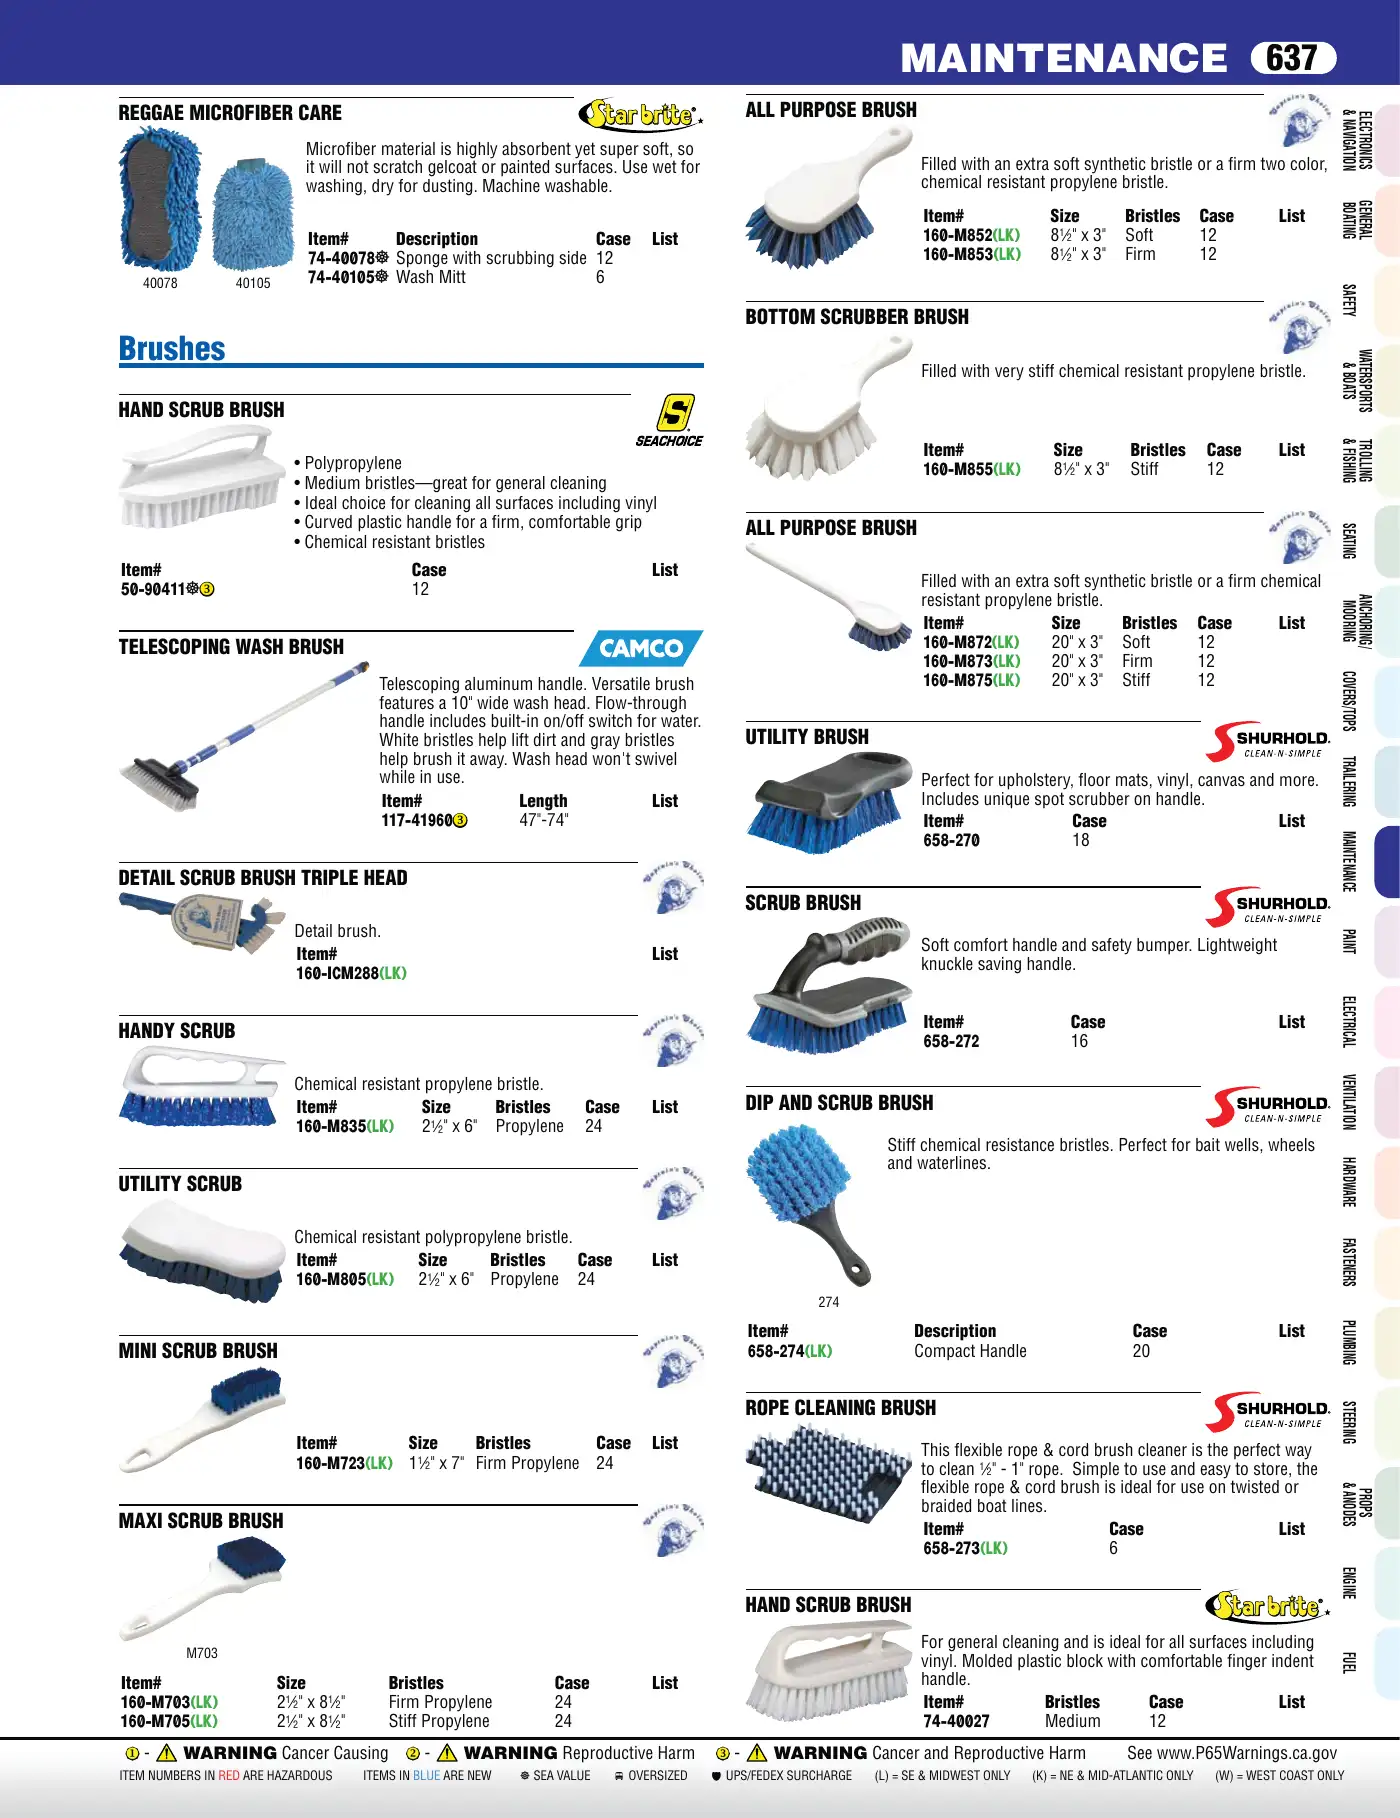 MAINTENANCE 637
REGGAE MICROFIBER CARE
Star brite
Microfiber material is highly absorbent yet super soft, so
it will not scratch gelcoat or painted surfaces. Use wet for
washing, dry for dusting. Machine washable.
Item# Description Case List
74-40078☸ Sponge with scrubbing side 12
74-40105☸ Wash Mitt 6
40078 40105
Brushes
HAND SCRUB BRUSH
S
SEACHOICE
• Polypropylene
• Medium bristles—great for general cleaning
• Ideal choice for cleaning all surfaces including vinyl
• Curved plastic handle for a firm, comfortable grip
• Chemical resistant bristles
Item# Case List
50-90411☸③ 12
TELESCOPING WASH BRUSH
CAMCO
Telescoping aluminum handle. Versatile brush
features a 10" wide wash head. Flow-through
handle includes built-in on/off switch for water.
White bristles help lift dirt and gray bristles
help brush it away. Wash head won't swivel
while in use.
Item# Length List
117-41960③ 47"-74"
DETAIL SCRUB BRUSH TRIPLE HEAD
Captain's Choice
Detail brush.
Item# List
160-ICM288(LK)
HANDY SCRUB
Captain's Choice
Chemical resistant propylene bristle.
Item# Size Bristles Case List
160-M835(LK) 2½" x 6" Propylene 24
UTILITY SCRUB
Captain's Choice
Chemical resistant polypropylene bristle.
Item# Size Bristles Case List
160-M805(LK) 2½" x 6" Propylene 24
MINI SCRUB BRUSH
Captain's Choice
Item# Size Bristles Case List
160-M723(LK) 1½" x 7" Firm Propylene 24
MAXI SCRUB BRUSH
Captain's Choice
M703
Item# Size Bristles Case List
160-M703(LK) 2½" x 8½" Firm Propylene 24
160-M705(LK) 2½" x 8½" Stiff Propylene 24
ALL PURPOSE BRUSH
Captain's Choice
Filled with an extra soft synthetic bristle or a firm two color,
chemical resistant propylene bristle.
Item# Size Bristles Case List
160-M852(LK) 8½" x 3" Soft 12
160-M853(LK) 8½" x 3" Firm 12
BOTTOM SCRUBBER BRUSH
Captain's Choice
Filled with very stiff chemical resistant propylene bristle.
Item# Size Bristles Case List
160-M855(LK) 8½" x 3" Stiff 12
ALL PURPOSE BRUSH
Captain's Choice
Filled with an extra soft synthetic bristle or a firm chemical
resistant propylene bristle.
Item# Size Bristles Case List
160-M872(LK) 20" x 3" Soft 12
160-M873(LK) 20" x 3" Firm 12
160-M875(LK) 20" x 3" Stiff 12
UTILITY BRUSH
SHURHOLD.
CLEAN-N-SIMPLE
Perfect for upholstery, floor mats, vinyl, canvas and more.
Includes unique spot scrubber on handle.
Item# Case List
658-270 18
SCRUB BRUSH
SHURHOLD.
CLEAN-N-SIMPLE
Soft comfort handle and safety bumper. Lightweight
knuckle saving handle.
Item# Case List
658-272 16
DIP AND SCRUB BRUSH
SHURHOLD.
CLEAN-N-SIMPLE
Stiff chemical resistance bristles. Perfect for bait wells, wheels
and waterlines.
274
Item# Description Case List
658-274(LK) Compact Handle 20
ROPE CLEANING BRUSH
SHURHOLD.
CLEAN-N-SIMPLE
This flexible rope & cord brush cleaner is the perfect way
to clean ½" - 1" rope. Simple to use and easy to store, the
flexible rope & cord brush is ideal for use on twisted or
braided boat lines.
Item# Case List
658-273(LK) 6
HAND SCRUB BRUSH
Star brite
For general cleaning and is ideal for all surfaces including
vinyl. Molded plastic block with comfortable finger indent
handle.
Item# Bristles Case List
74-40027 Medium 12
ELECTRONICS
& NAVIGATION
GENERAL
BOATING
SAFETY
WATERSPORTS
& BOATS
TROLLING
& FISHING
SEATING
ANCHORING/
MOORING
COVERS/TOPS
TRAILERING
MAINTENANCE
PAINT
ELECTRICAL
VENTILATION
HARDWARE
FASTENERS
PLUMBING
STEERING
PROPS
& ANODES
ENGINE
FUEL
① - ⚠ WARNING Cancer Causing ② - ⚠ WARNING Reproductive Harm ③ - ⚠ WARNING Cancer and Reproductive Harm See www.P65Warnings.ca.gov
ITEM NUMBERS IN RED ARE HAZARDOUS ITEMS IN BLUE ARE NEW ☸ SEA VALUE OVERSIZED UPS/FEDEX SURCHARGE (L) = SE & MIDWEST ONLY (K) = NE & MID-ATLANTIC ONLY (W) = WEST COAST ONLY